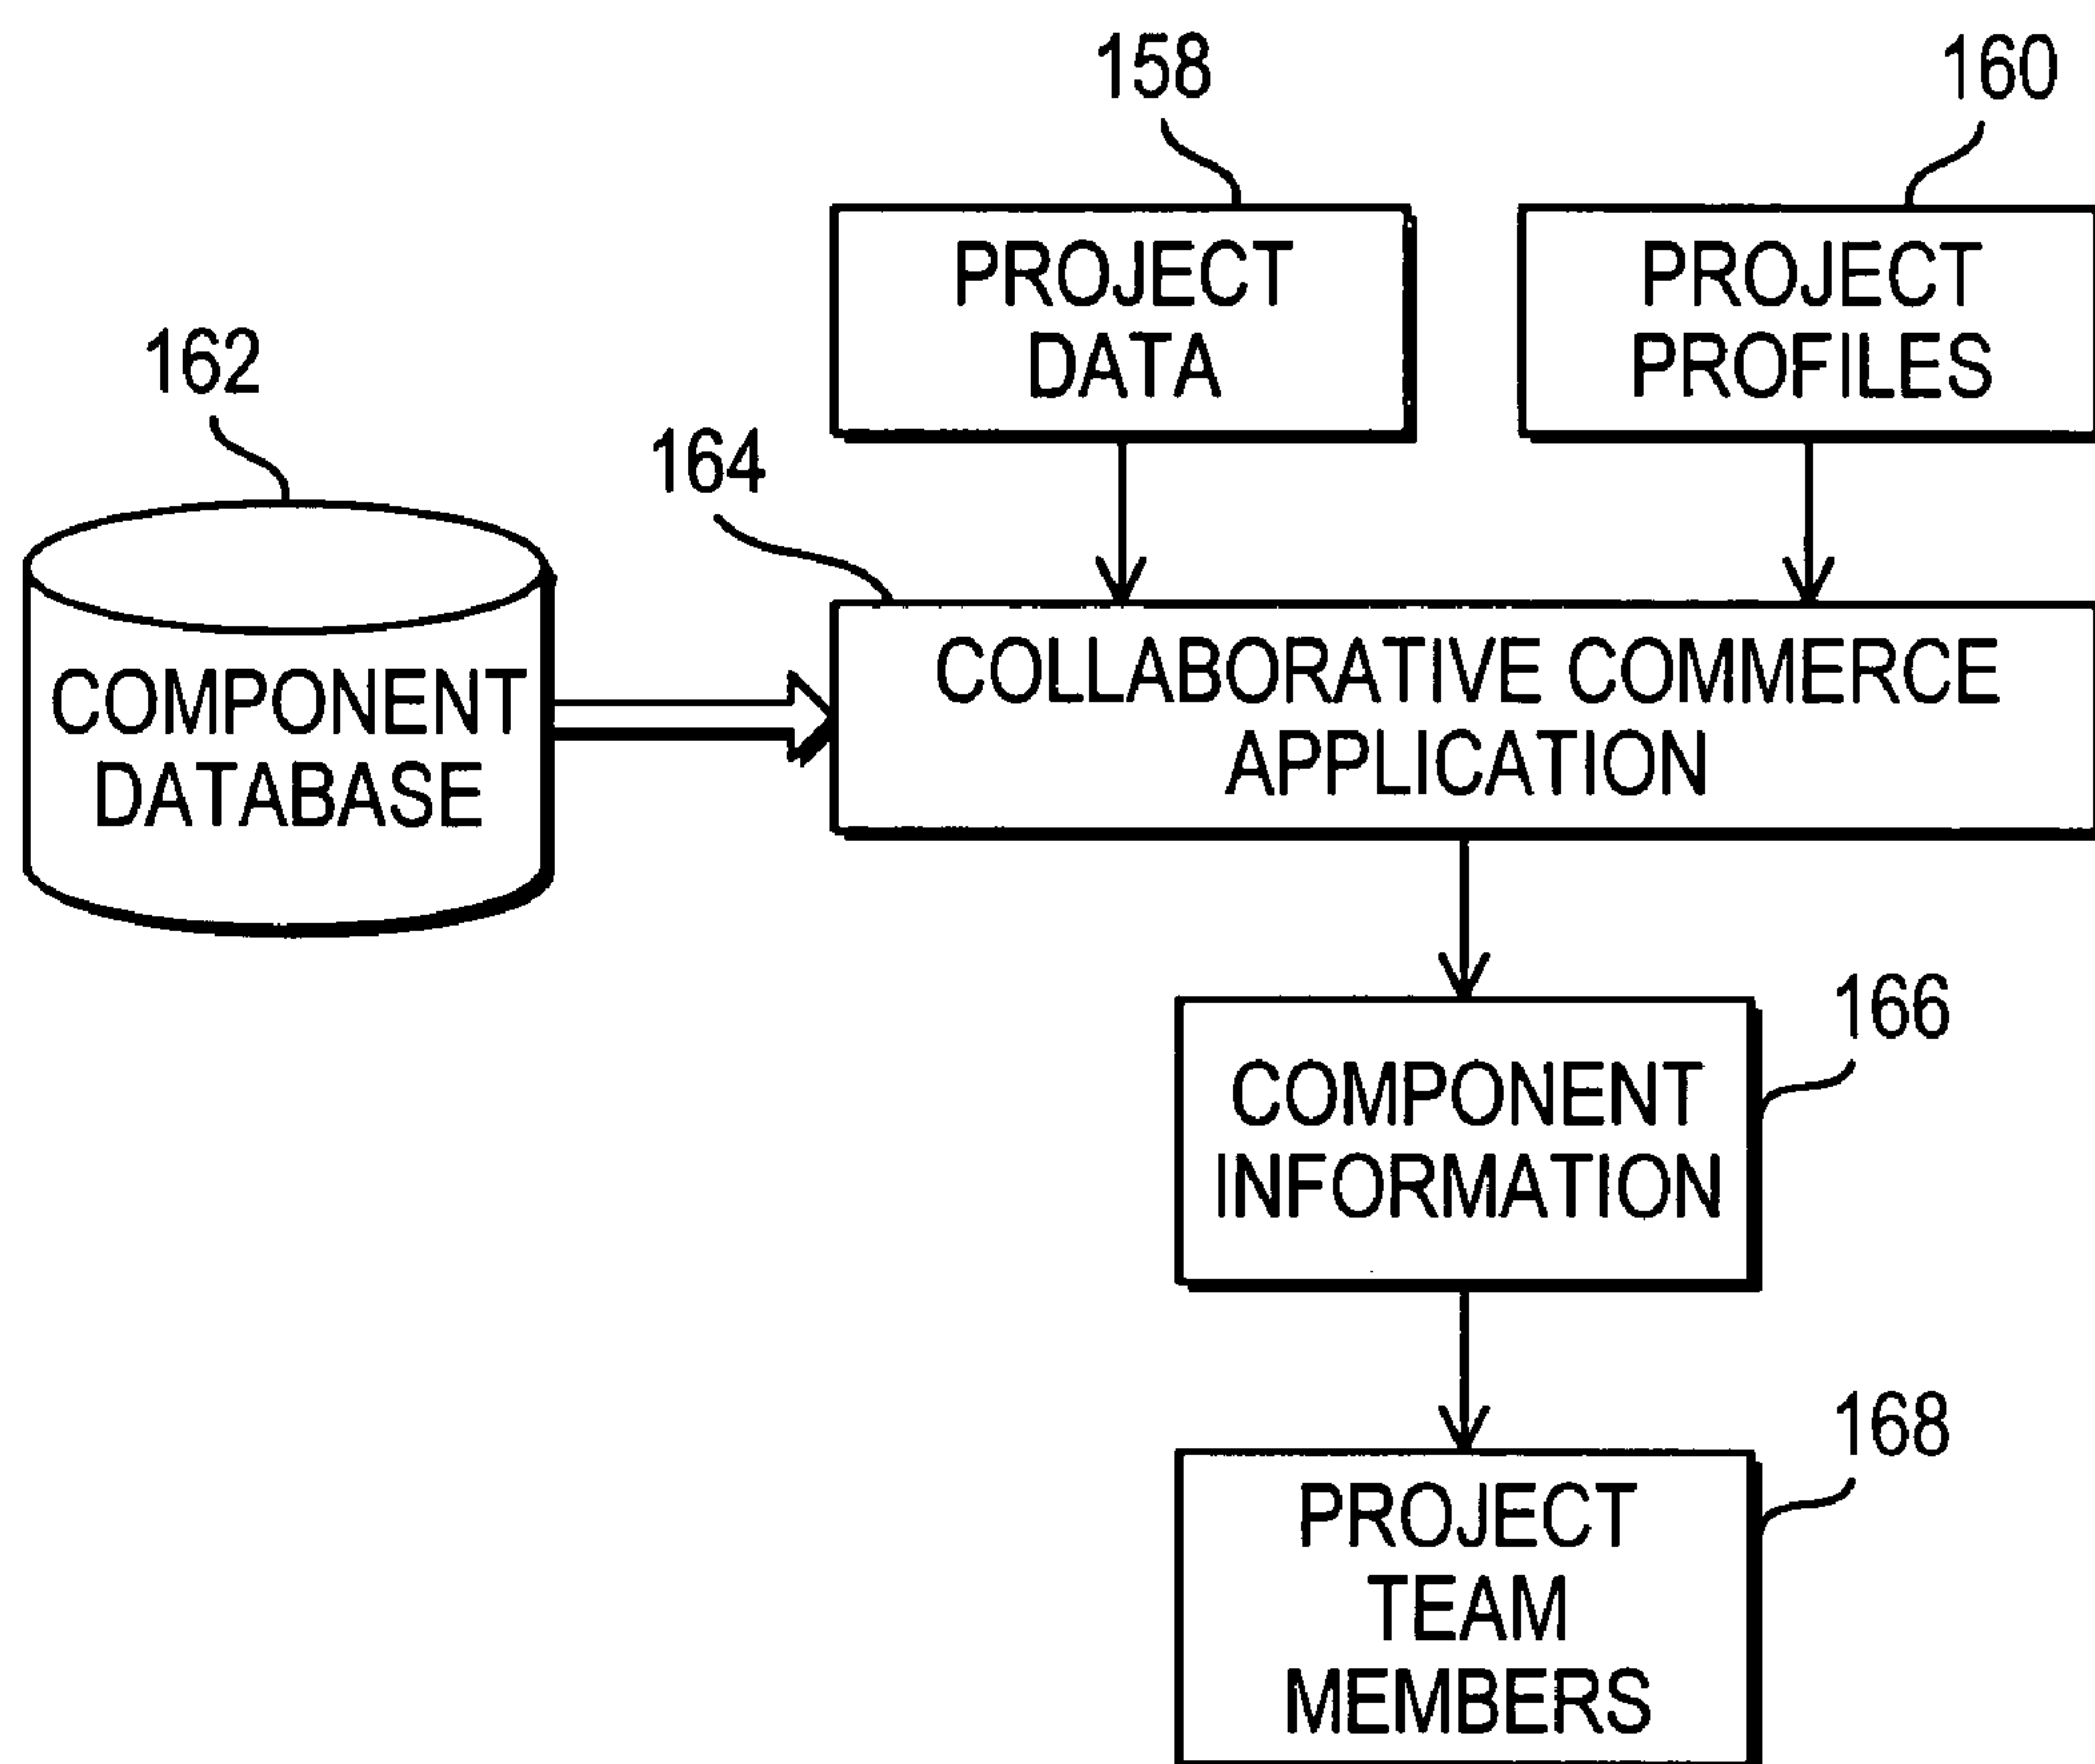 158
160
PROJECT
DATA
PROJECT
PROFILES
162
164
COMPONENT
DATABASE
COLLABORATIVE COMMERCE
APPLICATION
166
COMPONENT
INFORMATION
168
PROJECT
TEAM
MEMBERS